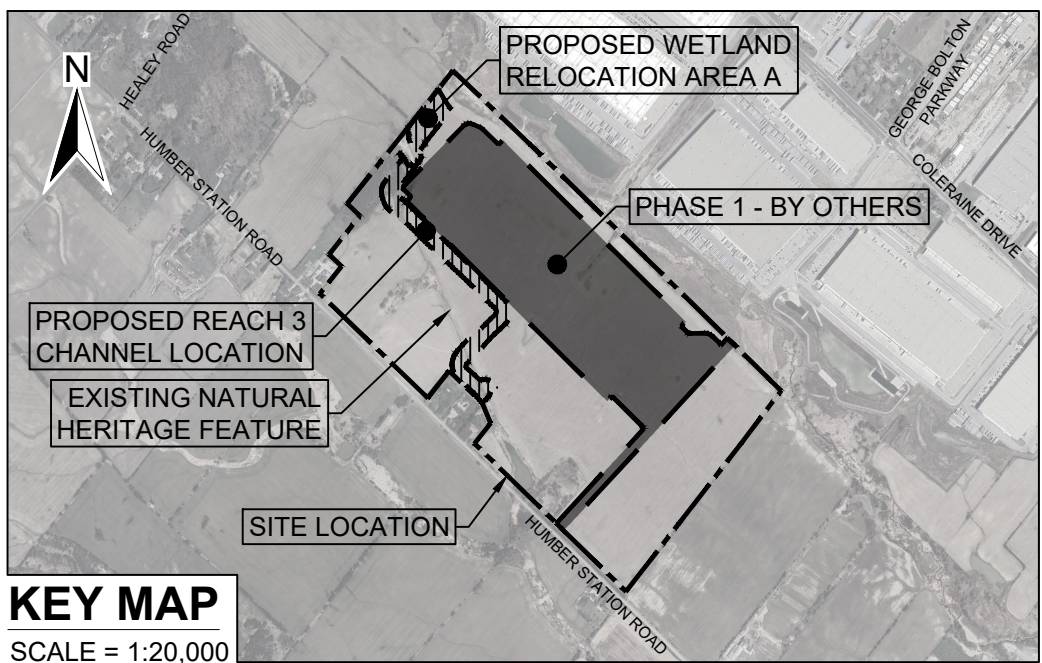 PROPOSED WETLAND
RELOCATION AREA A
N
HEALEY ROAD
GEORGE BOLTON
PARKWAY
HUMBER STATION ROAD
COLERAINE DRIVE
PHASE 1 - BY OTHERS
PROPOSED REACH 3
CHANNEL LOCATION
EXISTING NATURAL
HERITAGE FEATURE
SITE LOCATION
HUMBER STATION ROAD
KEY MAP
SCALE = 1:20,000